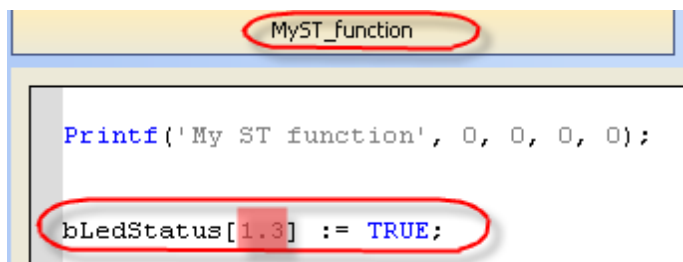 MyST_function
Printf('My ST function', 0, 0, 0, 0);
bLedStatus[1.3] := TRUE;